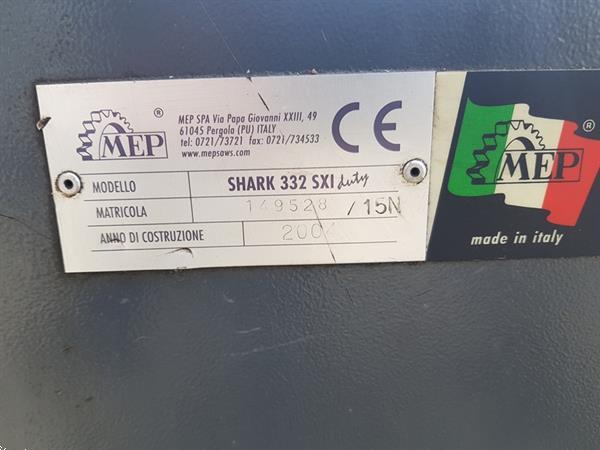 MEP ®
MEP SPA Via Papa Giovanni XXIII, 49
61045 Pergola (PU) ITALY
tel: 0721/73721 fax: 0721/734533
www.mepsaws.com
CE
MODELLO SHARK 332 SXI duty
MATRICOLA 149528 /15N
ANNO DI COSTRUZIONE
MEP ®
made in italy